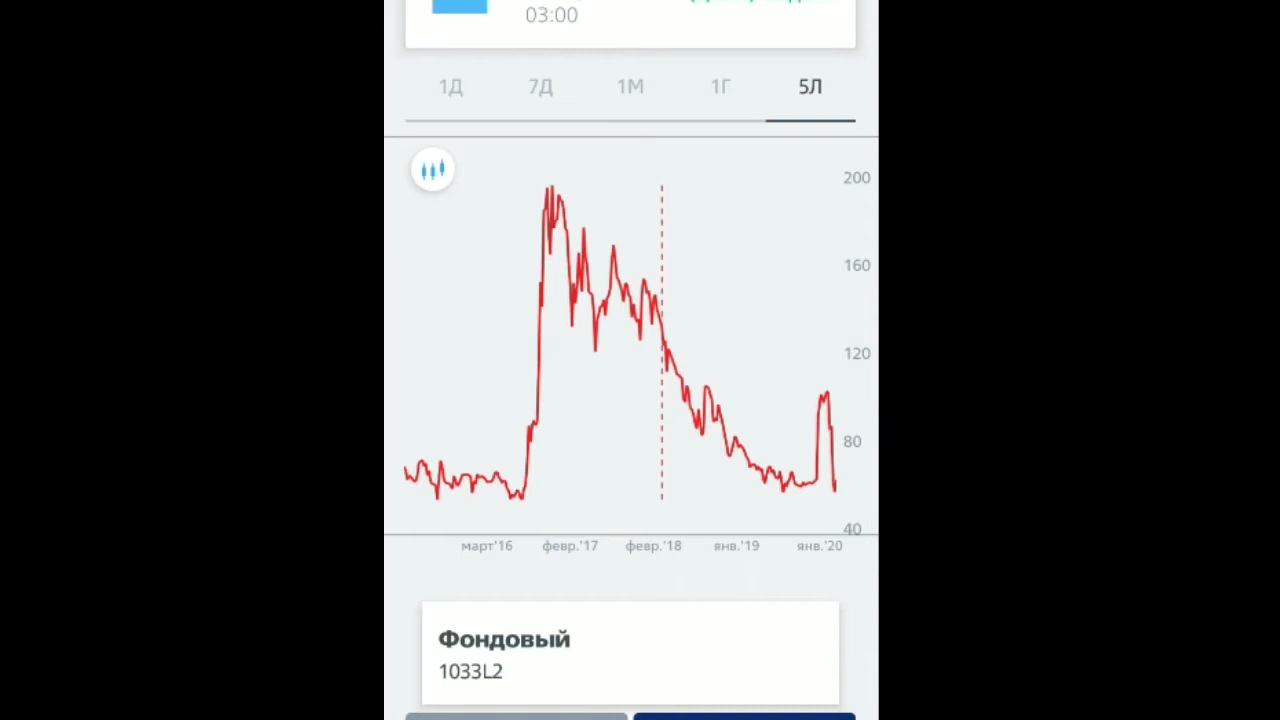 03:00
1Д 7Д 1М 1Г 5Л
200
160
120
80
40
март'16 февр.'17 февр.'18 янв.'19 янв.'20
Фондовый
1033L2